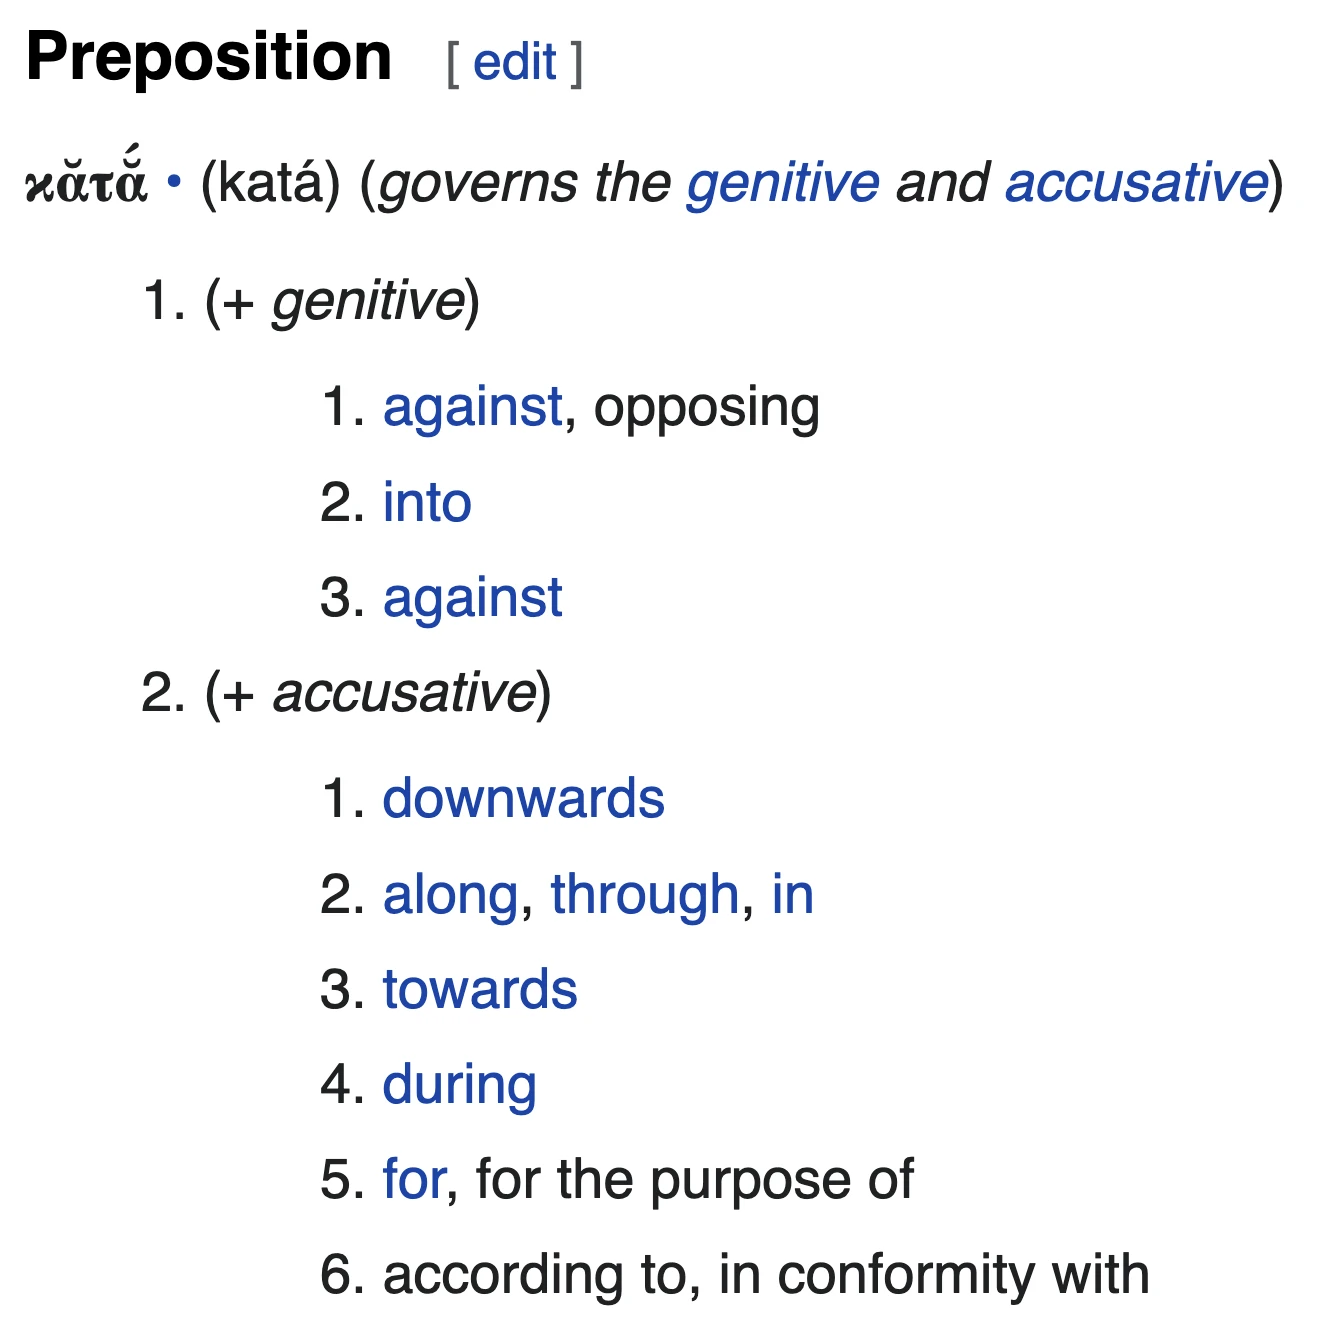 Preposition [ edit ]
κᾰτᾰ́ • (katá) (governs the genitive and accusative)
1. (+ genitive)
1. against, opposing
2. into
3. against
2. (+ accusative)
1. downwards
2. along, through, in
3. towards
4. during
5. for, for the purpose of
6. according to, in conformity with